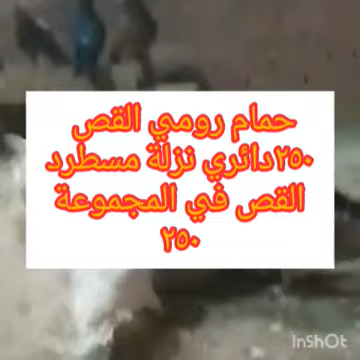 حمام رومي القص
٢٥٠دائري نزلة مسطرد
القص في المجموعة
٢٥٠
InShOt